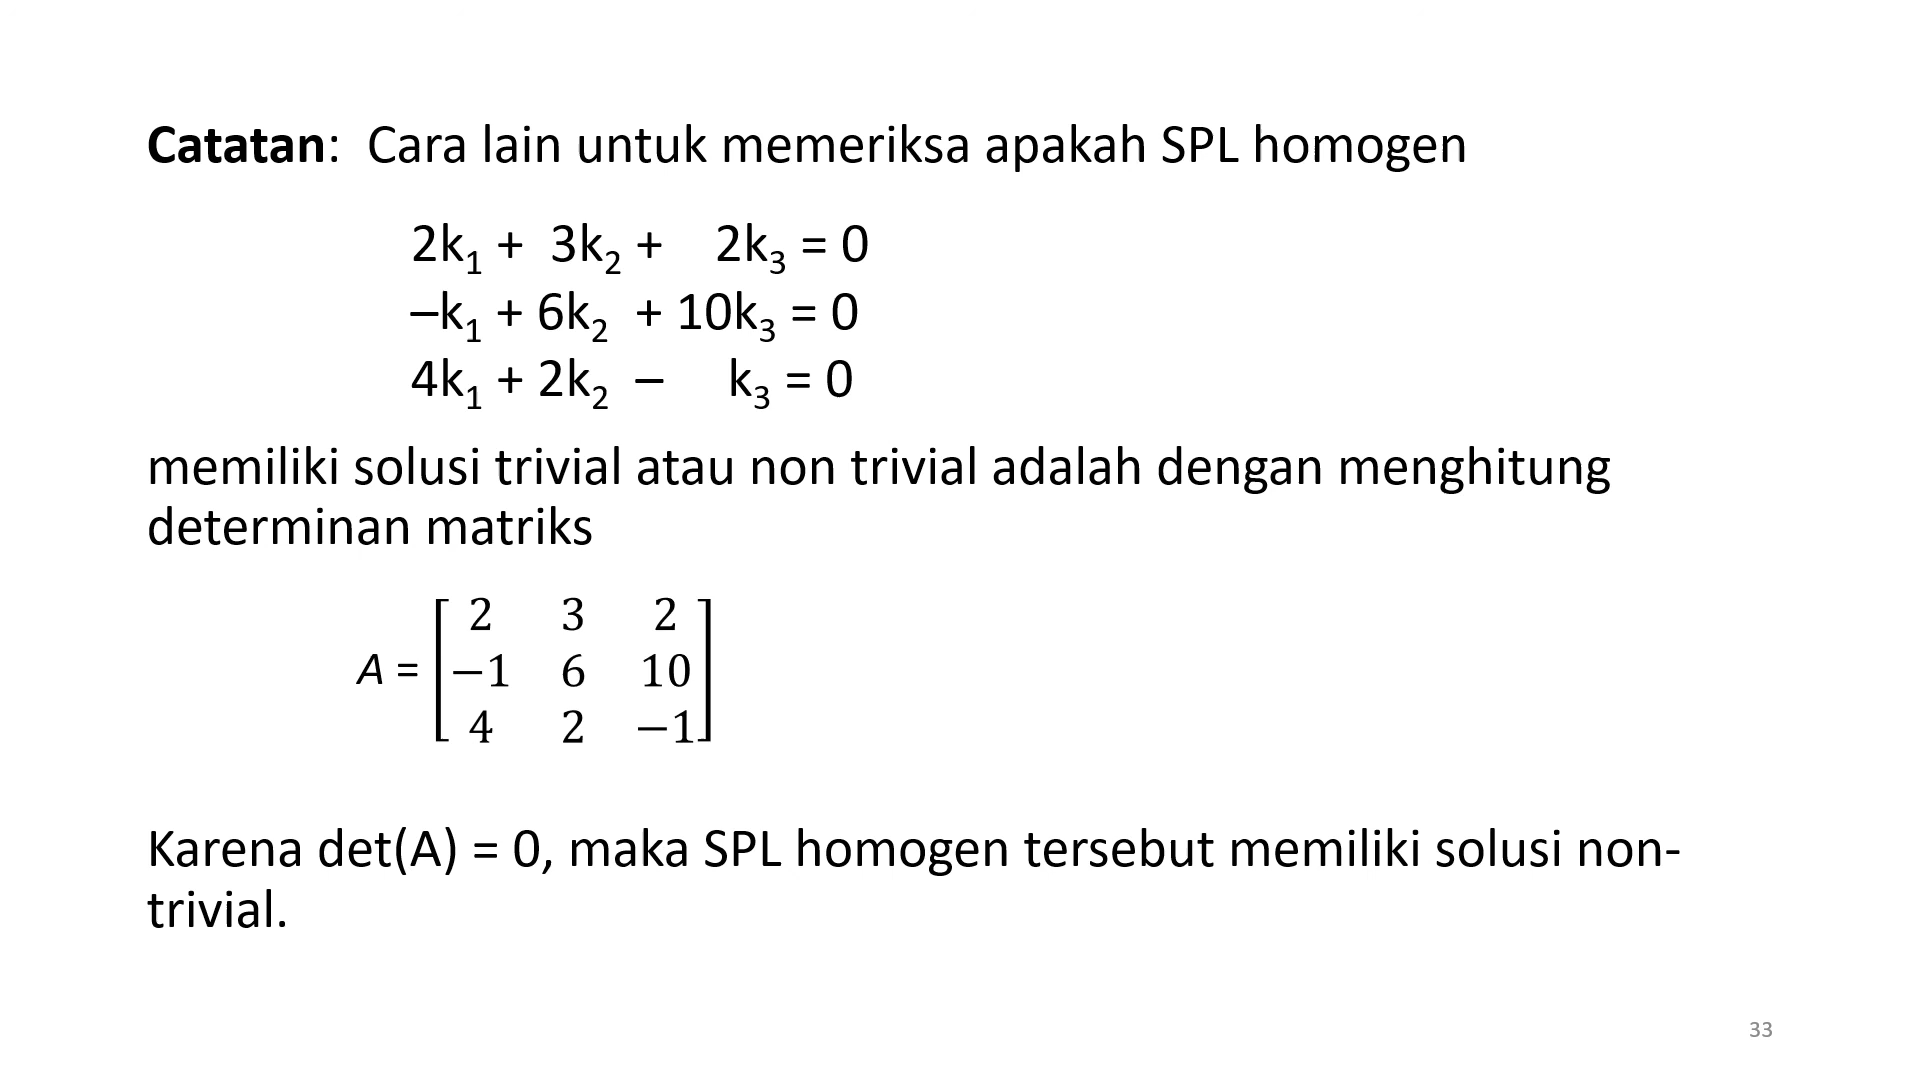 Catatan: Cara lain untuk memeriksa apakah SPL homogen
2k₁ + 3k₂ + 2k₃ = 0
–k₁ + 6k₂ + 10k₃ = 0
4k₁ + 2k₂ – k₃ = 0
memiliki solusi trivial atau non trivial adalah dengan menghitung
determinan matriks
2 3 2
A = −1 6 10
4 2 −1
Karena det(A) = 0, maka SPL homogen tersebut memiliki solusi non-
trivial.
33